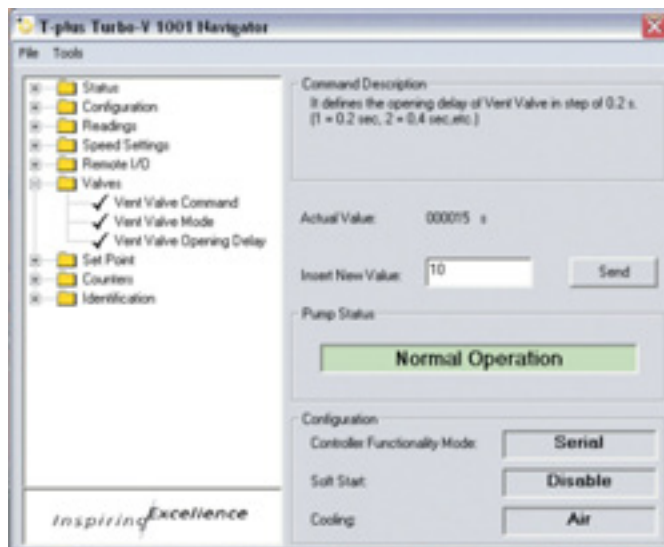 T-plus Turbo-V 1001 Navigator
File Tools
Status
Configuration
Readings
Speed Settings
Remote I/O
Valves
Vent Valve Command
Vent Valve Mode
Vent Valve Opening Delay
Set Point
Counters
Identification
Inspiring Excellence
Command Description
It defines the opening delay of Vent Valve in step of 0.2 s.
(1 = 0.2 sec, 2 = 0,4 sec,etc.)
Actual Value: 000015 s
Insert New Value: 10 Send
Pump Status
Normal Operation
Configuration
Controller Functionality Mode: Serial
Soft Start: Disable
Cooling: Air